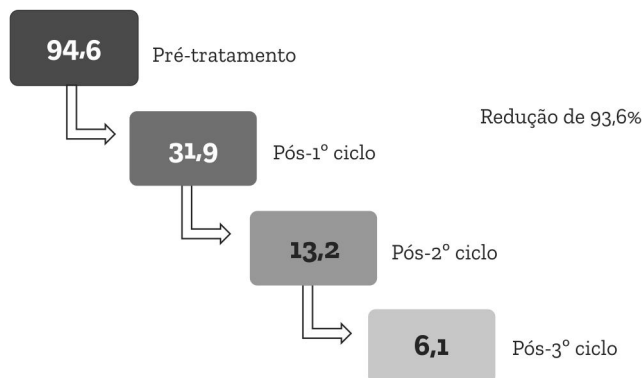 94,6 Pré-tratamento
Redução de 93,6%
31,9 Pós-1º ciclo
13,2 Pós-2º ciclo
6,1 Pós-3º ciclo